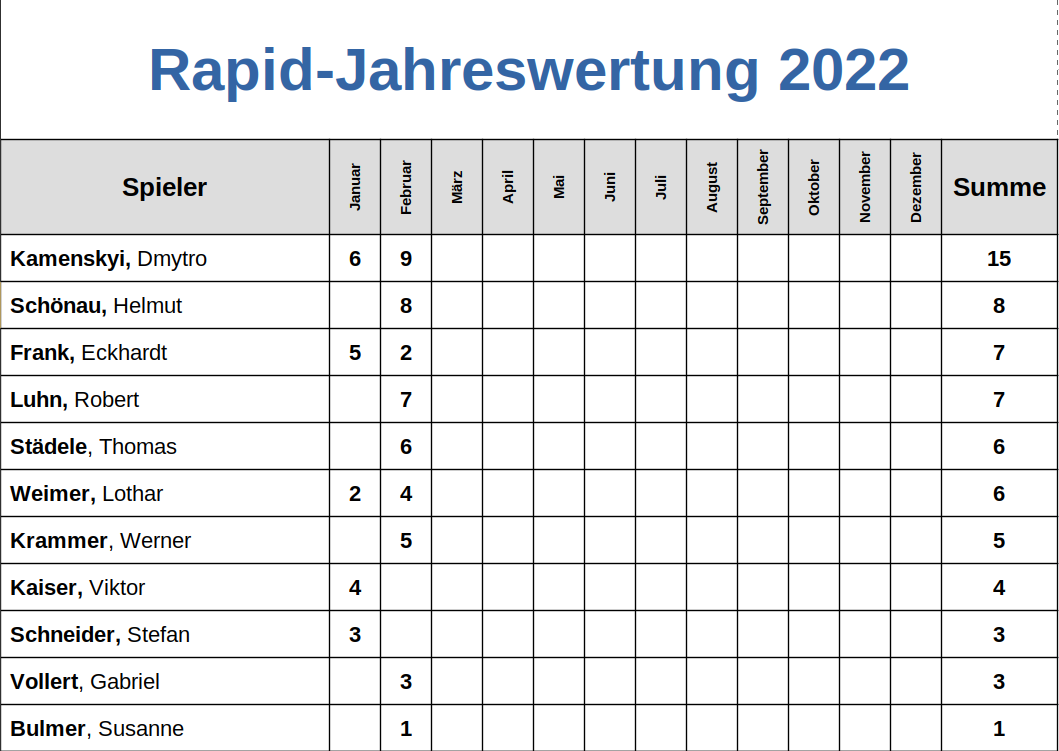 Rapid-Jahreswertung 2022
Spieler Januar Februar März April Mai Juni Juli August September Oktober November Dezember Summe
Kamenskyi, Dmytro 6 9 15
Schönau, Helmut 8 8
Frank, Eckhardt 5 2 7
Luhn, Robert 7 7
Städele, Thomas 6 6
Weimer, Lothar 2 4 6
Krammer, Werner 5 5
Kaiser, Viktor 4 4
Schneider, Stefan 3 3
Vollert, Gabriel 3 3
Bulmer, Susanne 1 1